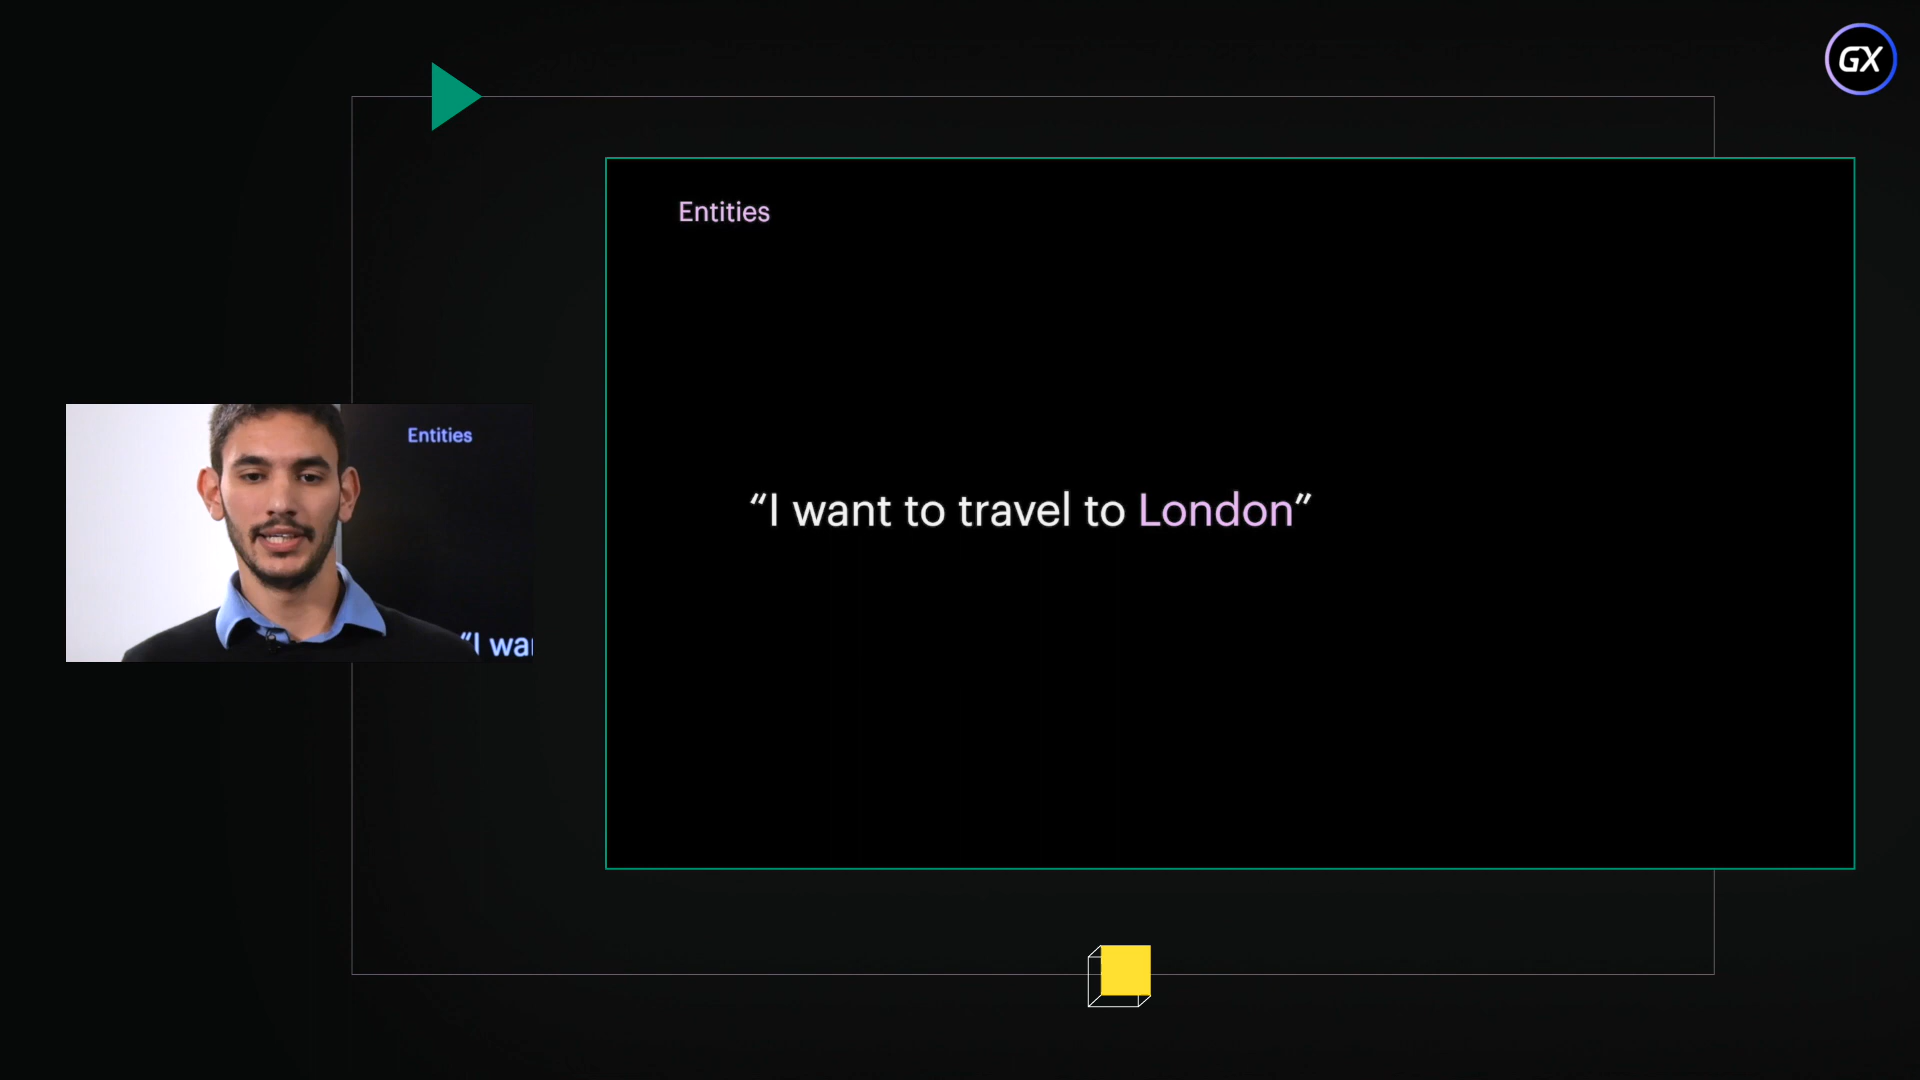 GX
Entities
“I want to travel to London”
Entities
“I wa